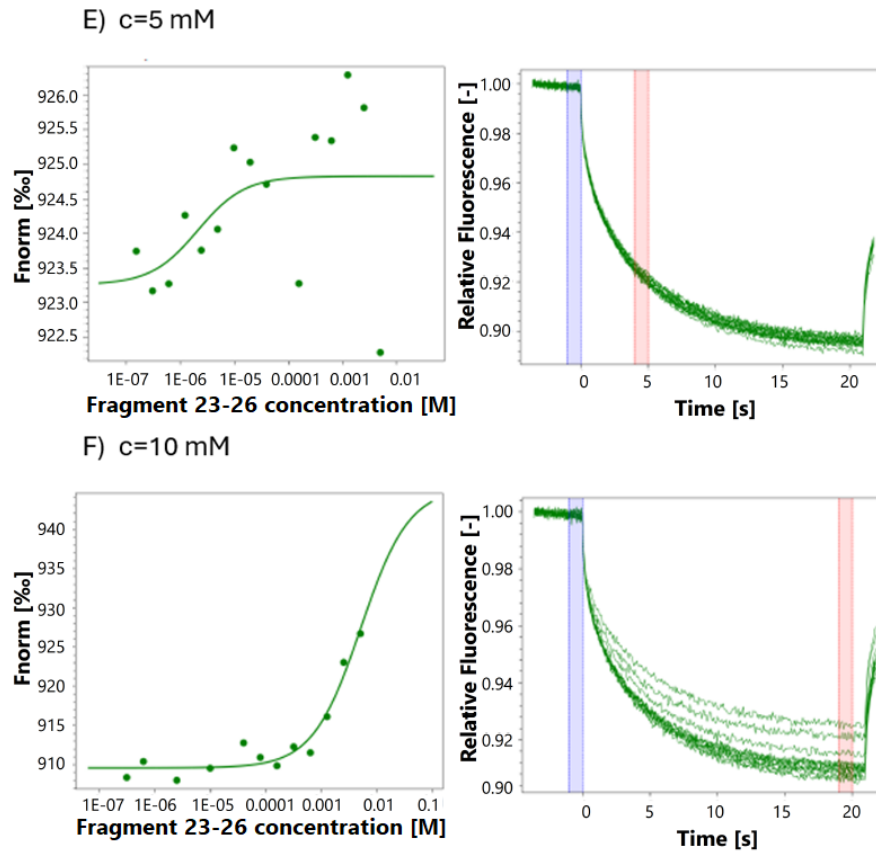 E) c=5 mM
926.0
925.5
925.0
924.5
924.0
923.5
923.0
922.5
Fnorm [‰]
1E-07 1E-06 1E-05 0.0001 0.001 0.01
Fragment 23-26 concentration [M]
1.00
0.98
0.96
0.94
0.92
0.90
Relative Fluorescence [-]
0 5 10 15 20
Time [s]
F) c=10 mM
940
935
930
925
920
915
910
Fnorm [‰]
1E-07 1E-06 1E-05 0.0001 0.001 0.01 0.1
Fragment 23-26 concentration [M]
1.00
0.98
0.96
0.94
0.92
0.90
Relative Fluorescence [-]
0 5 10 15 20
Time [s]